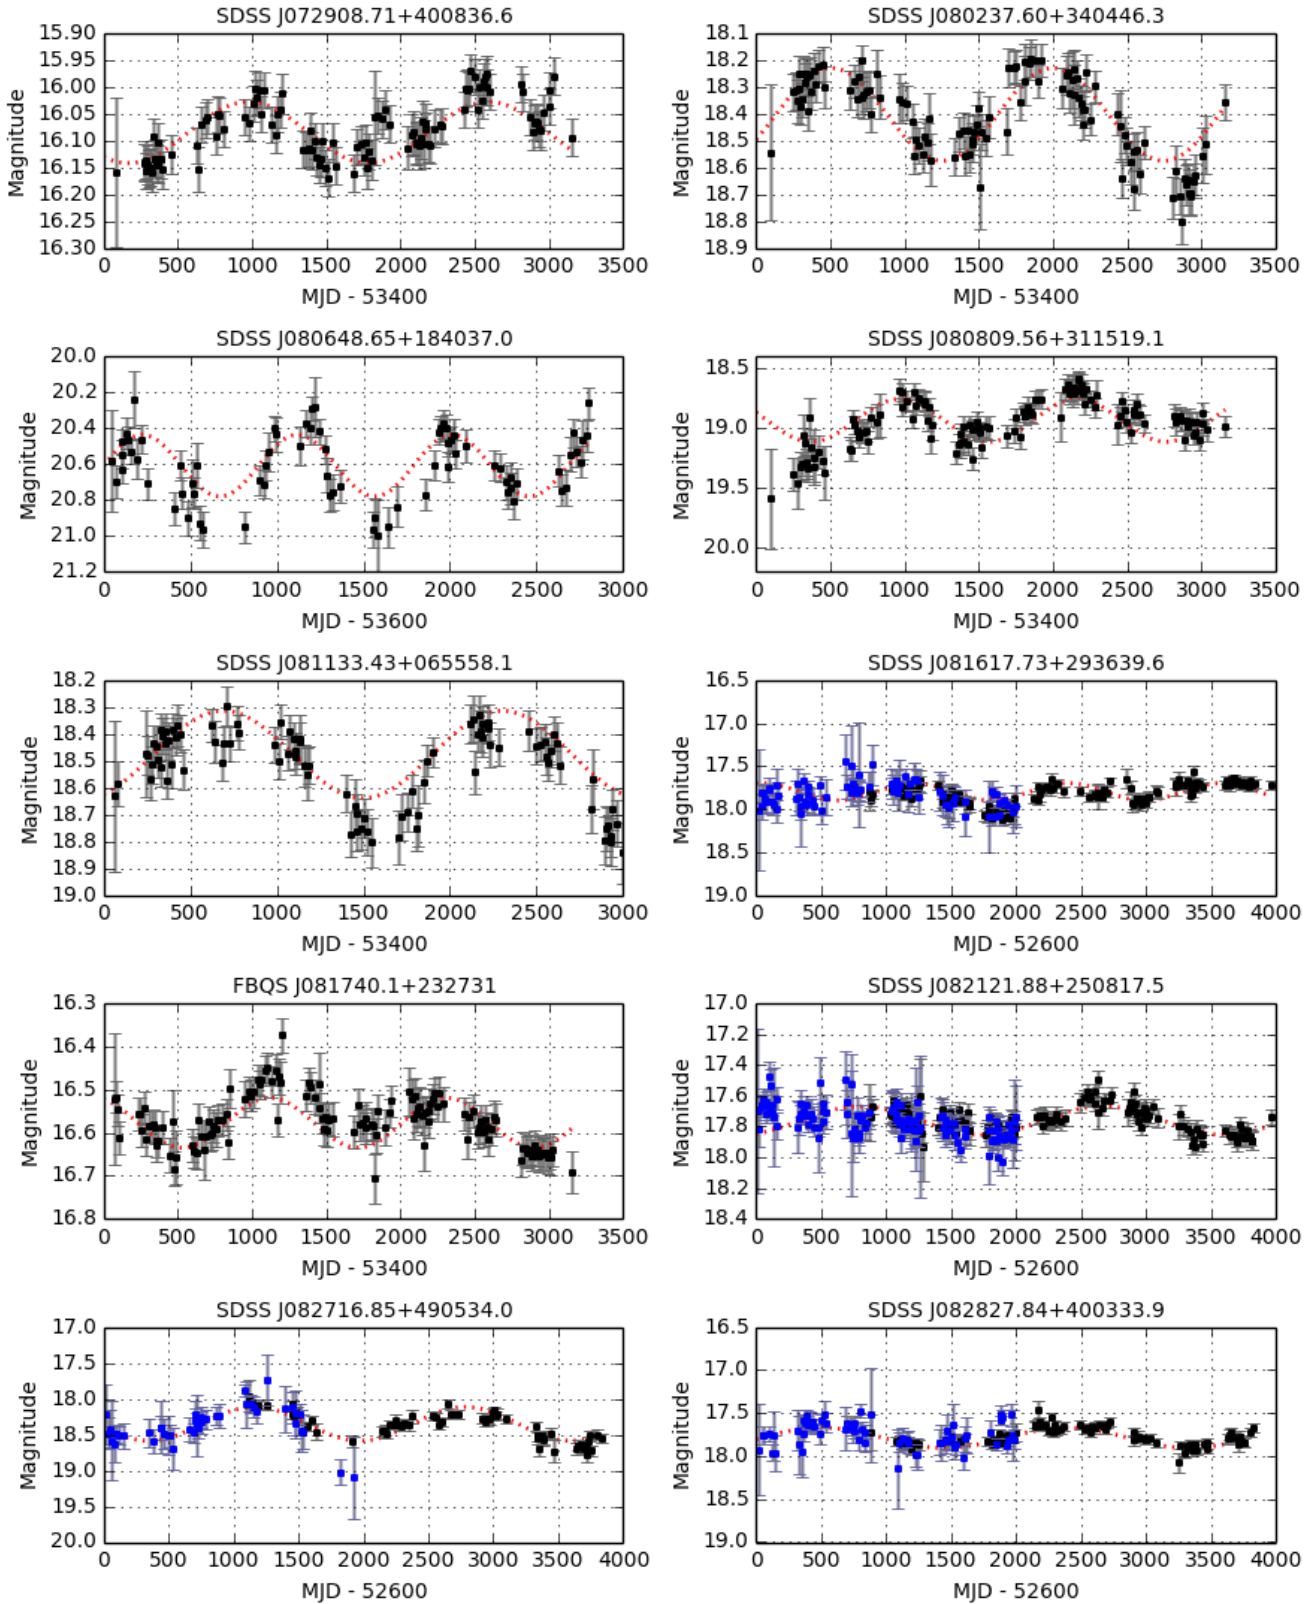 SDSS J072908.71+400836.6
15.90
15.95
16.00
16.05
16.10
16.15
16.20
16.25
16.30
Magnitude
0 500 1000 1500 2000 2500 3000 3500
MJD - 53400
SDSS J080237.60+340446.3
18.1
18.2
18.3
18.4
18.5
18.6
18.7
18.8
18.9
Magnitude
0 500 1000 1500 2000 2500 3000 3500
MJD - 53400
SDSS J080648.65+184037.0
20.0
20.2
20.4
20.6
20.8
21.0
21.2
Magnitude
0 500 1000 1500 2000 2500 3000
MJD - 53600
SDSS J080809.56+311519.1
18.5
19.0
19.5
20.0
Magnitude
0 500 1000 1500 2000 2500 3000 3500
MJD - 53400
SDSS J081133.43+065558.1
18.2
18.3
18.4
18.5
18.6
18.7
18.8
18.9
19.0
Magnitude
0 500 1000 1500 2000 2500 3000
MJD - 53400
SDSS J081617.73+293639.6
16.5
17.0
17.5
18.0
18.5
19.0
Magnitude
0 500 1000 1500 2000 2500 3000 3500 4000
MJD - 52600
FBQS J081740.1+232731
16.3
16.4
16.5
16.6
16.7
16.8
Magnitude
0 500 1000 1500 2000 2500 3000 3500
MJD - 53400
SDSS J082121.88+250817.5
17.0
17.2
17.4
17.6
17.8
18.0
18.2
18.4
Magnitude
0 500 1000 1500 2000 2500 3000 3500 4000
MJD - 52600
SDSS J082716.85+490534.0
17.0
17.5
18.0
18.5
19.0
19.5
20.0
Magnitude
0 500 1000 1500 2000 2500 3000 3500 4000
MJD - 52600
SDSS J082827.84+400333.9
16.5
17.0
17.5
18.0
18.5
19.0
Magnitude
0 500 1000 1500 2000 2500 3000 3500 4000
MJD - 52600